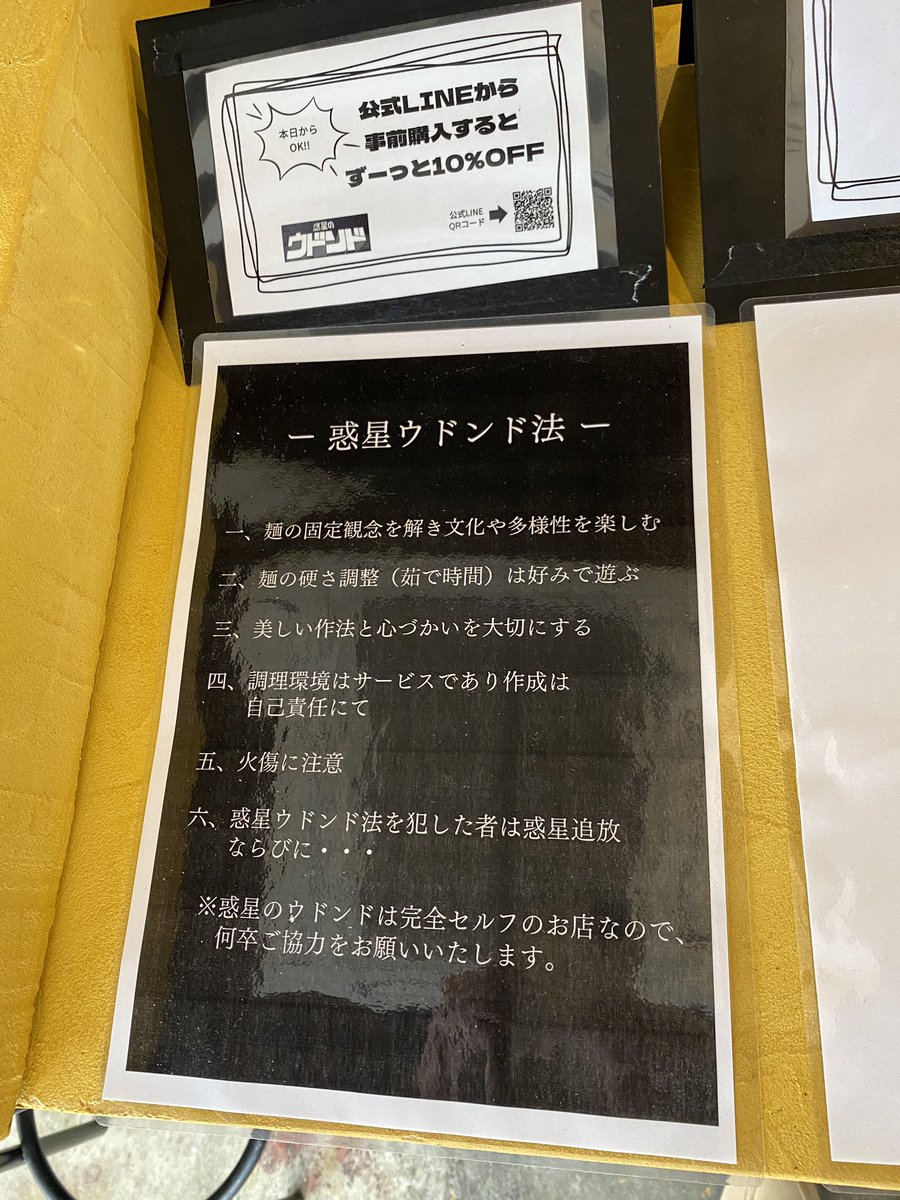 本日から
OK!!
公式LINEから
事前購入すると
ずーっと10%OFF
惑星の
ウドンド
公式LINE
QRコード
― 惑星ウドンド法 ―
一、麺の固定観念を解き文化や多様性を楽しむ
二、麺の硬さ調整（茹で時間）は好みで遊ぶ
三、美しい作法と心づかいを大切にする
四、調理環境はサービスであり作成は
自己責任にて
五、火傷に注意
六、惑星ウドンド法を犯した者は惑星追放
ならびに・・・
※惑星のウドンドは完全セルフのお店なので、
何卒ご協力をお願いいたします。